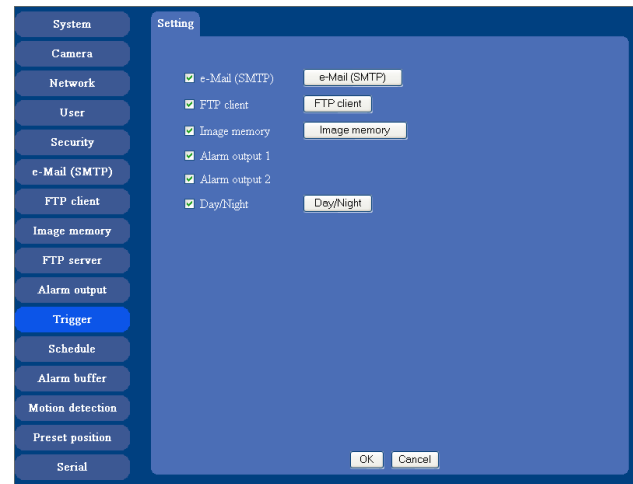 System
Camera
Network
User
Security
e-Mail (SMTP)
FTP client
Image memory
FTP server
Alarm output
Trigger
Schedule
Alarm buffer
Motion detection
Preset position
Serial
Setting
e-Mail (SMTP) e-Mail (SMTP)
FTP client FTP client
Image memory Image memory
Alarm output 1
Alarm output 2
Day/Night Day/Night
OK Cancel